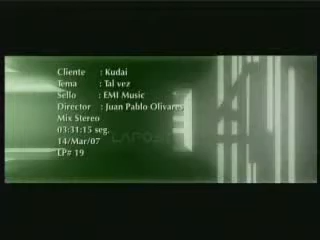 Cliente : Kudai
Tema : Tal vez
Sello : EMI Music
Director : Juan Pablo Olivares
Mix Stereo
03:31:15 seg.
14/Mar/07
LP# 19